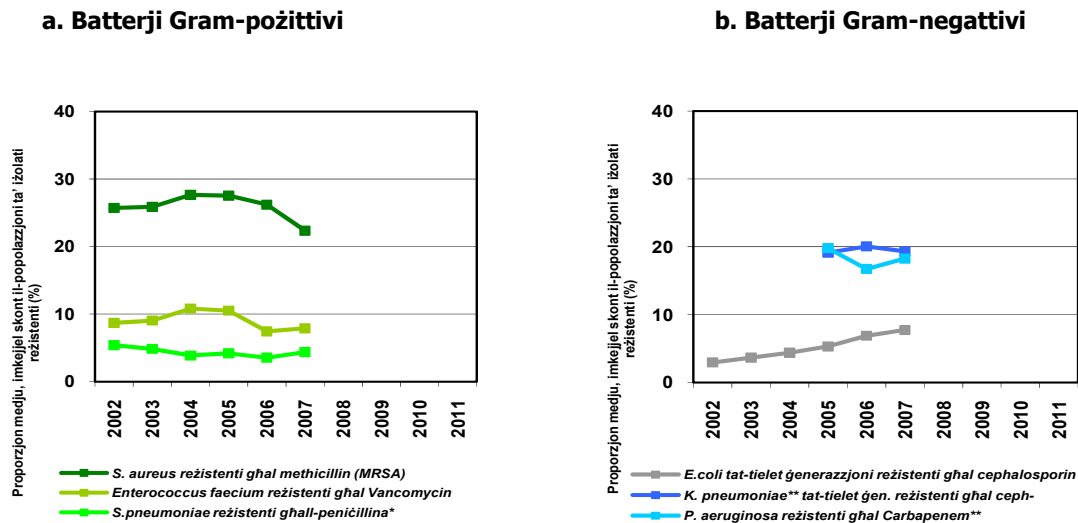 a. Batterji Gram-pożittivi
Proporzjon medju, imkejjel skont il-popolazzjoni ta' iżolati
reżistenti (%)
40
30
20
10
0
2002 2003 2004 2005 2006 2007 2008 2009 2010 2011
S. aureus reżistenti għal methicillin (MRSA)
Enterococcus faecium reżistenti għal Vancomycin
S.pneumoniae reżistenti għall-peniċillina*
b. Batterji Gram-negattivi
Proporzjon medju, imkejjel skont il-popolazzjoni ta' iżolati
reżistenti (%)
40
30
20
10
0
2002 2003 2004 2005 2006 2007 2008 2009 2010 2011
E.coli tat-tielet ġenerazzjoni reżistenti għal cephalosporin
K. pneumoniae** tat-tielet ġen. reżistenti għal ceph-
P. aeruginosa reżistenti għal Carbapenem**